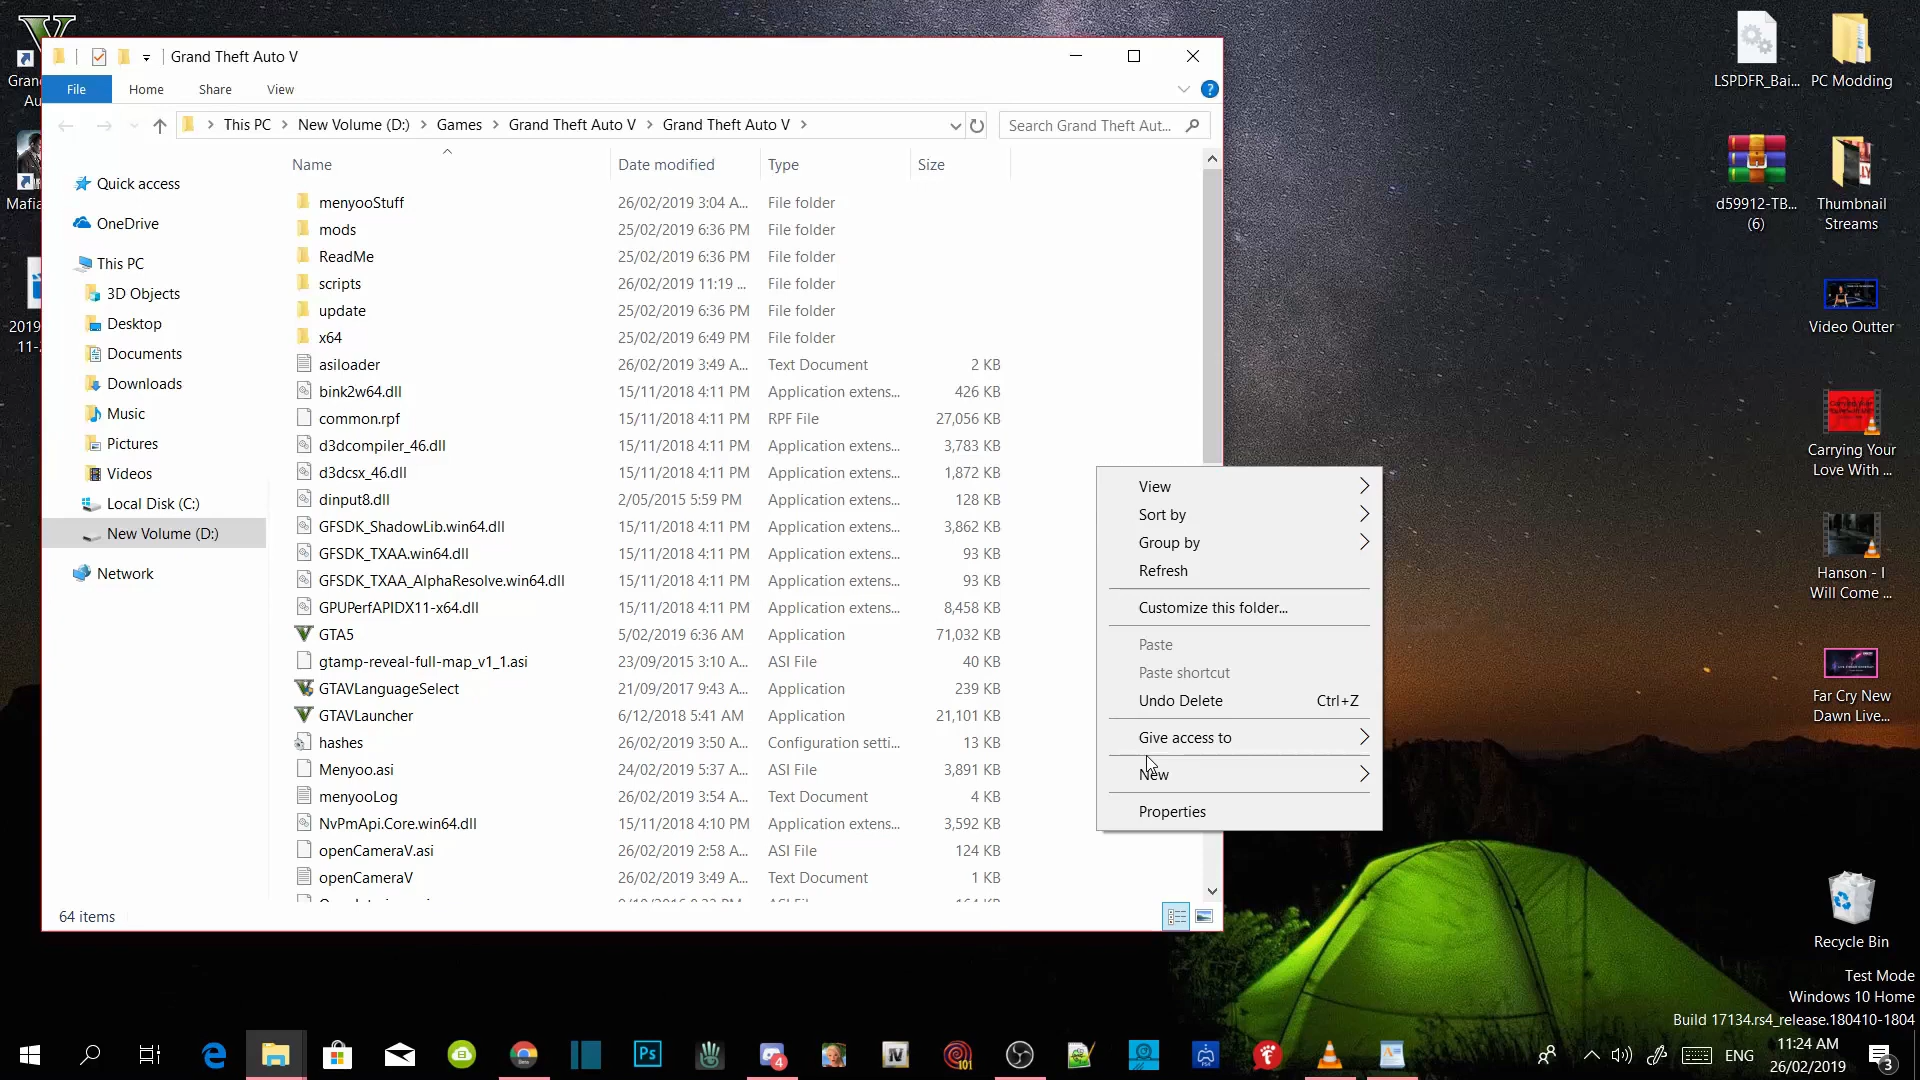 Grand Theft Auto V
File
Home
Share
View
This PC
New Volume (D:)
Games
Grand Theft Auto V
Grand Theft Auto V
Search Grand Theft Aut...
Name
Date modified
Type
Size
Quick access
OneDrive
This PC
3D Objects
Desktop
Documents
Downloads
Music
Pictures
Videos
Local Disk (C:)
New Volume (D:)
Network
menyooStuff 26/02/2019 3:04 A... File folder
mods 25/02/2019 6:36 PM File folder
ReadMe 25/02/2019 6:36 PM File folder
scripts 26/02/2019 11:19 ... File folder
update 25/02/2019 6:36 PM File folder
x64 25/02/2019 6:49 PM File folder
asiloader 26/02/2019 3:49 A... Text Document 2 KB
bink2w64.dll 15/11/2018 4:11 PM Application extens... 426 KB
common.rpf 15/11/2018 4:11 PM RPF File 27,056 KB
d3dcompiler_46.dll 15/11/2018 4:11 PM Application extens... 3,783 KB
d3dcsx_46.dll 15/11/2018 4:11 PM Application extens... 1,872 KB
dinput8.dll 2/05/2015 5:59 PM Application extens... 128 KB
GFSDK_ShadowLib.win64.dll 15/11/2018 4:11 PM Application extens... 3,862 KB
GFSDK_TXAA.win64.dll 15/11/2018 4:11 PM Application extens... 93 KB
GFSDK_TXAA_AlphaResolve.win64.dll 15/11/2018 4:11 PM Application extens... 93 KB
GPUPerfAPIDX11-x64.dll 15/11/2018 4:11 PM Application extens... 8,458 KB
GTA5 5/02/2019 6:36 AM Application 71,032 KB
gtamp-reveal-full-map_v1_1.asi 23/09/2015 3:10 A... ASI File 40 KB
GTAVLanguageSelect 21/09/2017 9:43 A... Application 239 KB
GTAVLauncher 6/12/2018 5:41 AM Application 21,101 KB
hashes 26/02/2019 3:50 A... Configuration setti... 13 KB
Menyoo.asi 24/02/2019 5:37 A... ASI File 3,891 KB
menyooLog 26/02/2019 3:54 A... Text Document 4 KB
NvPmApi.Core.win64.dll 15/11/2018 4:10 PM Application extens... 3,592 KB
openCameraV.asi 26/02/2019 2:58 A... ASI File 124 KB
openCameraV 26/02/2019 3:49 A... Text Document 1 KB
64 items
View
Sort by
Group by
Refresh
Customize this folder...
Paste
Paste shortcut
Undo Delete Ctrl+Z
Give access to
New
Properties
LSPDFR_Bai...
PC Modding
d59912-TB...
(6)
Thumbnail
Streams
Video Outter
Carrying Your
Love With ...
Hanson - I
Will Come ...
Far Cry New
Dawn Live...
Recycle Bin
Test Mode
Windows 10 Home
Build 17134.rs4_release.180410-1804
Ps
4
IV
101
ENG
11:24 AM
26/02/2019
3